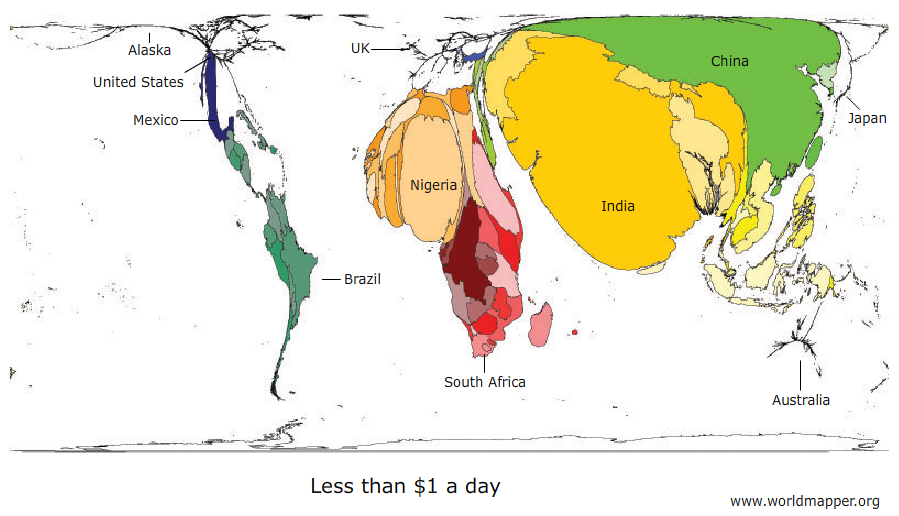 Alaska
UK
China
United States
Mexico
Japan
Nigeria
India
Brazil
South Africa
Australia
Less than $1 a day
www.worldmapper.org